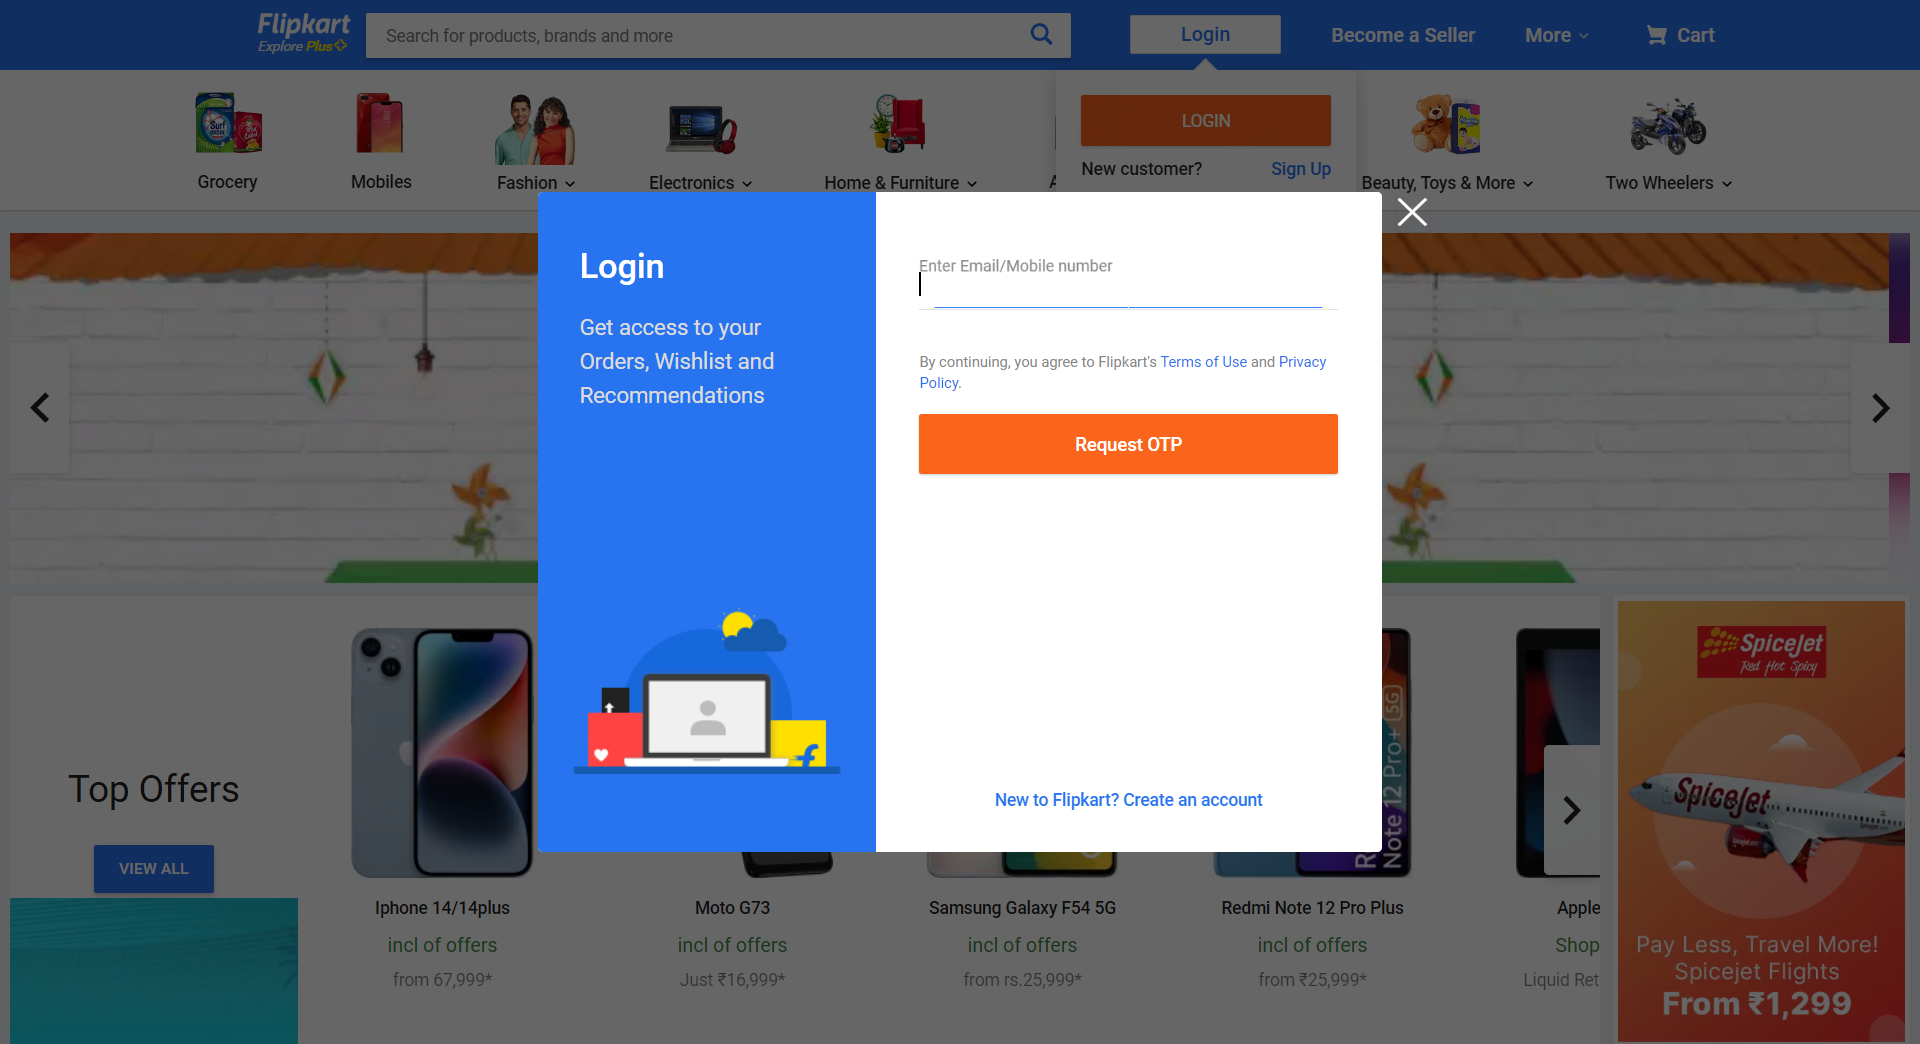 Flipkart
Explore Plus
Search for products, brands and more
Login
Become a Seller
More
Cart
LOGIN
New customer? Sign Up
Surf excel
Grocery
Mobiles
Fashion
Electronics
Home & Furniture
A
Beauty, Toys & More
Two Wheelers
Login
Get access to your
Orders, Wishlist and
Recommendations
Enter Email/Mobile number
By continuing, you agree to Flipkart's Terms of Use and Privacy
Policy.
Request OTP
New to Flipkart? Create an account
Top Offers
VIEW ALL
Iphone 14/14plus
incl of offers
from 67,999*
Moto G73
incl of offers
Just ₹16,999*
Samsung Galaxy F54 5G
incl of offers
from rs.25,999*
Note 12 Pro+ 5G
Redmi Note 12 Pro Plus
incl of offers
from ₹25,999*
Apple
Shop
Liquid Ret
SpiceJet
Red Hot Spicy
SpiceJet
Pay Less, Travel More!
Spicejet Flights
From ₹1,299